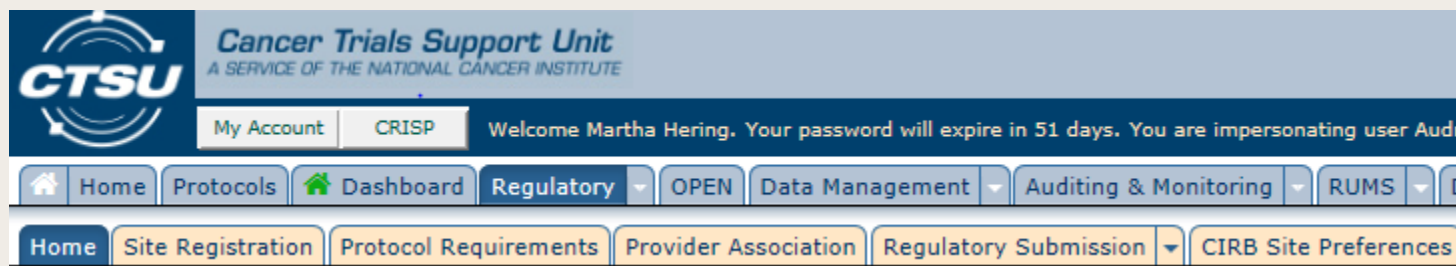 CTSU
Cancer Trials Support Unit
A SERVICE OF THE NATIONAL CANCER INSTITUTE
My Account CRISP Welcome Martha Hering. Your password will expire in 51 days. You are impersonating user
Home Protocols Dashboard Regulatory OPEN Data Management Auditing & Monitoring RUMS
Home Site Registration Protocol Requirements Provider Association Regulatory Submission CIRB Site Preferences